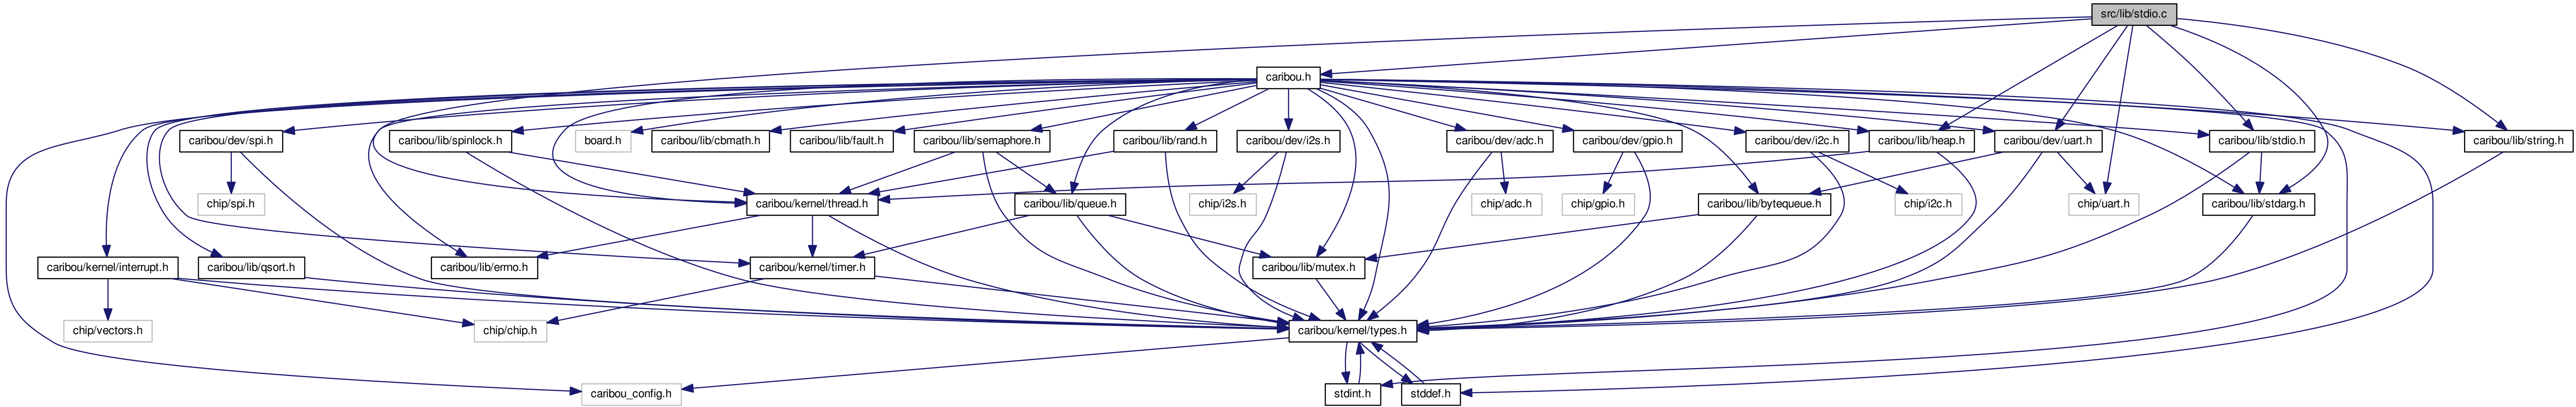 src/lib/stdio.c
caribou.h
caribou/dev/spi.h
caribou/lib/spinlock.h
board.h
caribou/lib/cbmath.h
caribou/lib/fault.h
caribou/lib/semaphore.h
caribou/lib/rand.h
caribou/dev/i2s.h
caribou/dev/adc.h
caribou/dev/gpio.h
caribou/dev/i2c.h
caribou/lib/heap.h
caribou/dev/uart.h
caribou/lib/stdio.h
caribou/lib/string.h
chip/spi.h
caribou/kernel/thread.h
caribou/lib/queue.h
chip/i2s.h
chip/adc.h
chip/gpio.h
caribou/lib/bytequeue.h
chip/i2c.h
chip/uart.h
caribou/lib/stdarg.h
caribou/kernel/interrupt.h
caribou/lib/qsort.h
caribou/lib/errno.h
caribou/kernel/timer.h
caribou/lib/mutex.h
chip/vectors.h
chip/chip.h
caribou/kernel/types.h
caribou_config.h
stdint.h
stddef.h